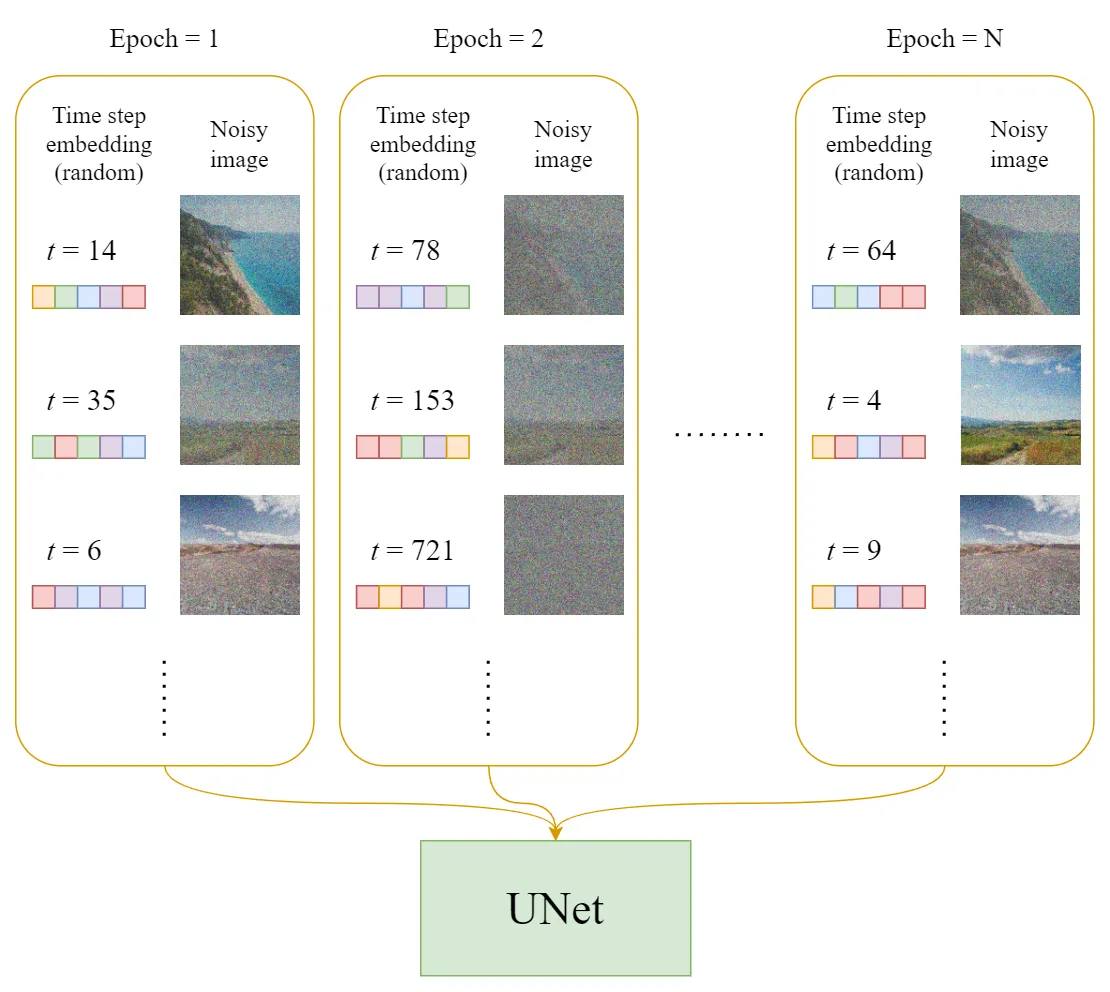 Epoch = 1
Time step
embedding
(random)
Noisy
image
t = 14
t = 35
t = 6
Epoch = 2
Time step
embedding
(random)
Noisy
image
t = 78
t = 153
t = 721
Epoch = N
Time step
embedding
(random)
Noisy
image
t = 64
t = 4
t = 9
UNet